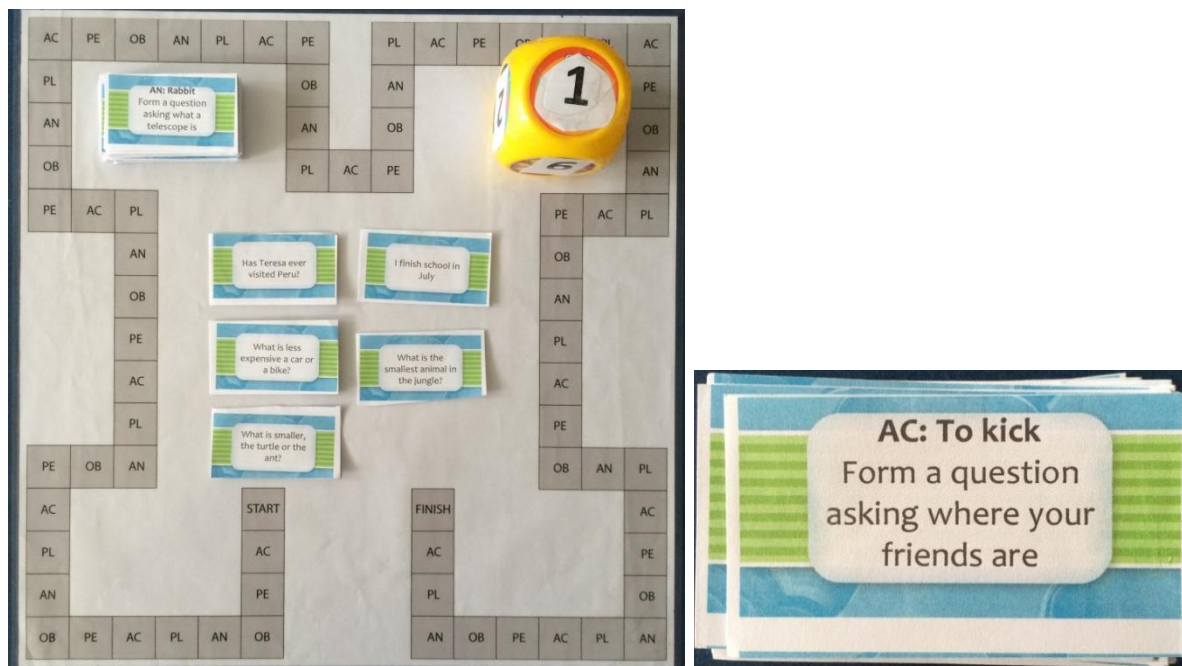 AC PE OB AN PL AC PE PL AC PE AC
PL OB AN PE
AN AN OB OB
OB PL AC PE AN
1
2
6
AN: Rabbit
Form a question
asking what a
telescope is
PE AC PL PE AC PL
AN OB
OB AN
PE PL
AC AC
PL PE
PE OB AN OB AN PL
Has Teresa ever
visited Peru?
I finish school in
July
What is less
expensive a car or
a bike?
What is the
smallest animal in
the jungle?
What is smaller,
the turtle or the
ant?
AC START FINISH AC
PL AC AC PE
AN PE PL OB
OB PE AC PL AN OB AN OB PE AC PL AN
AC: To kick
Form a question
asking where your
friends are